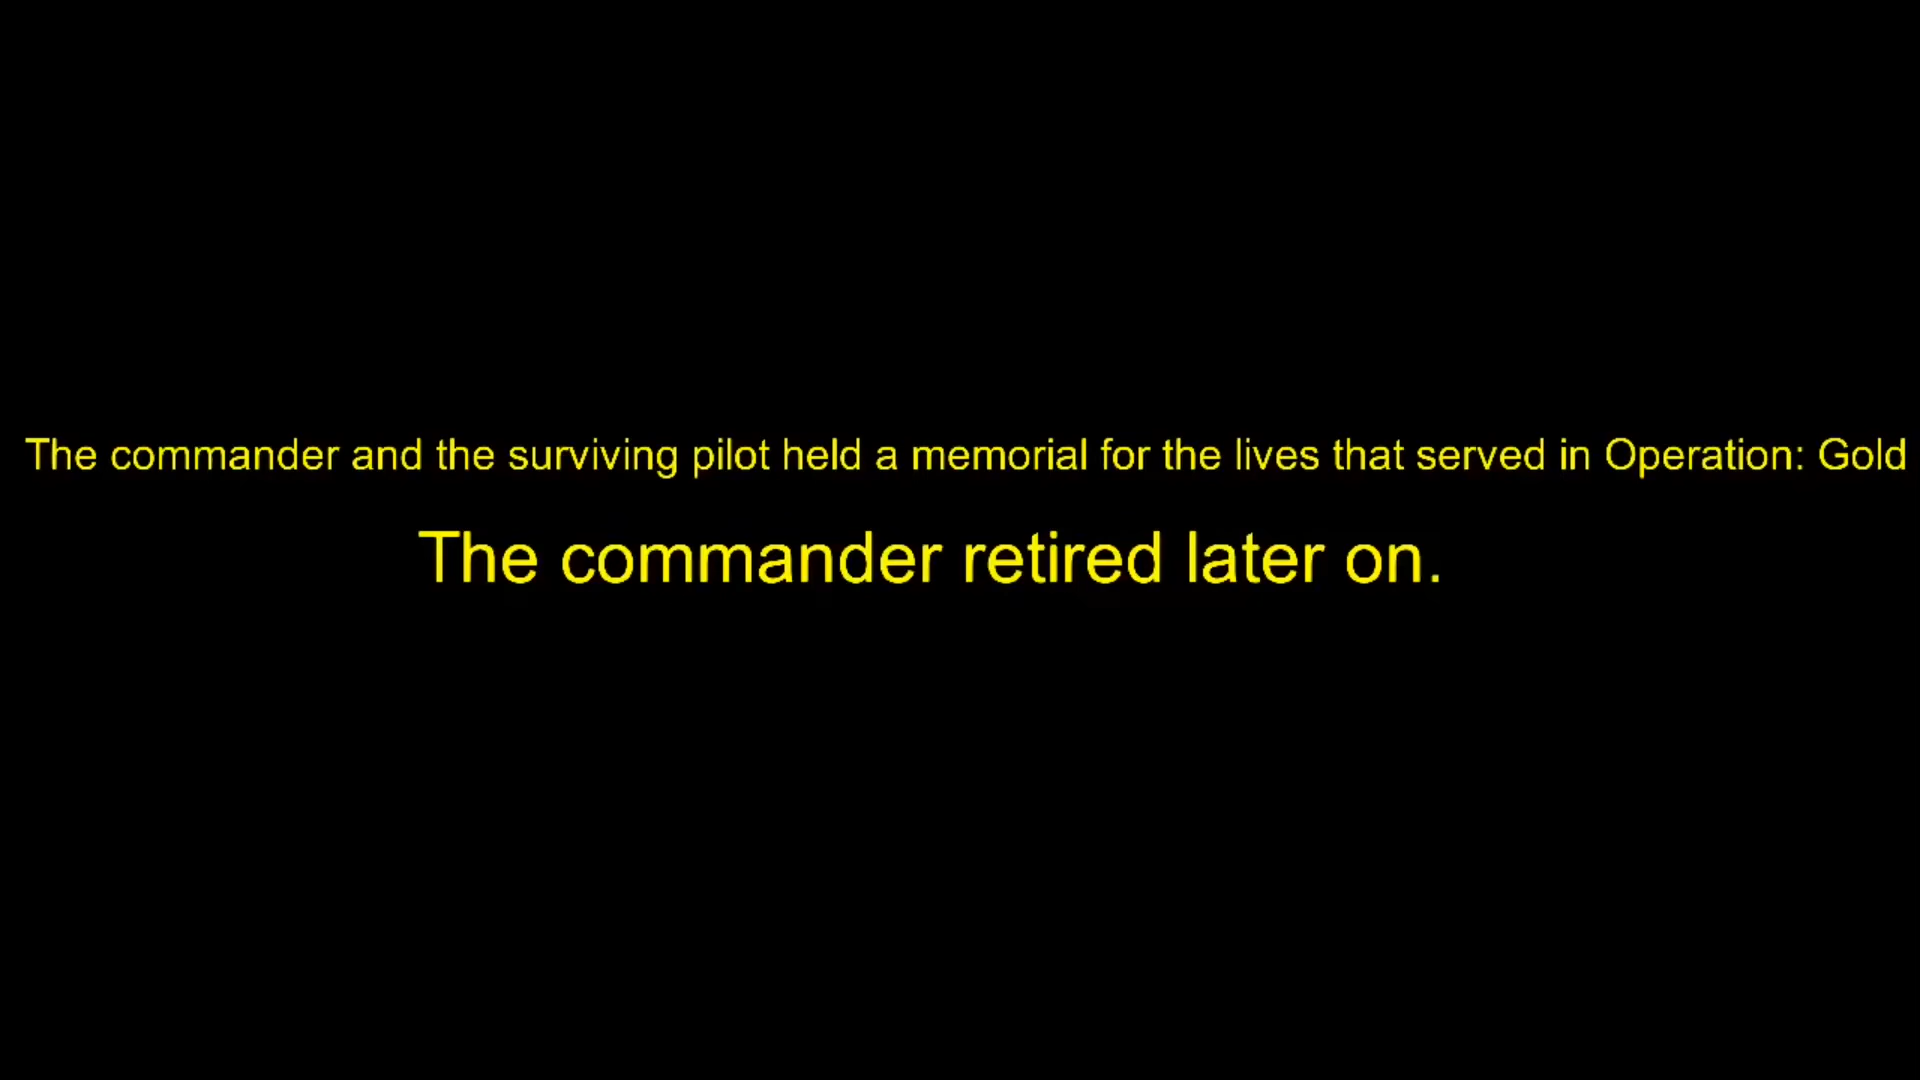 The commander and the surviving pilot held a memorial for the lives that served in Operation: Gold
The commander retired later on.